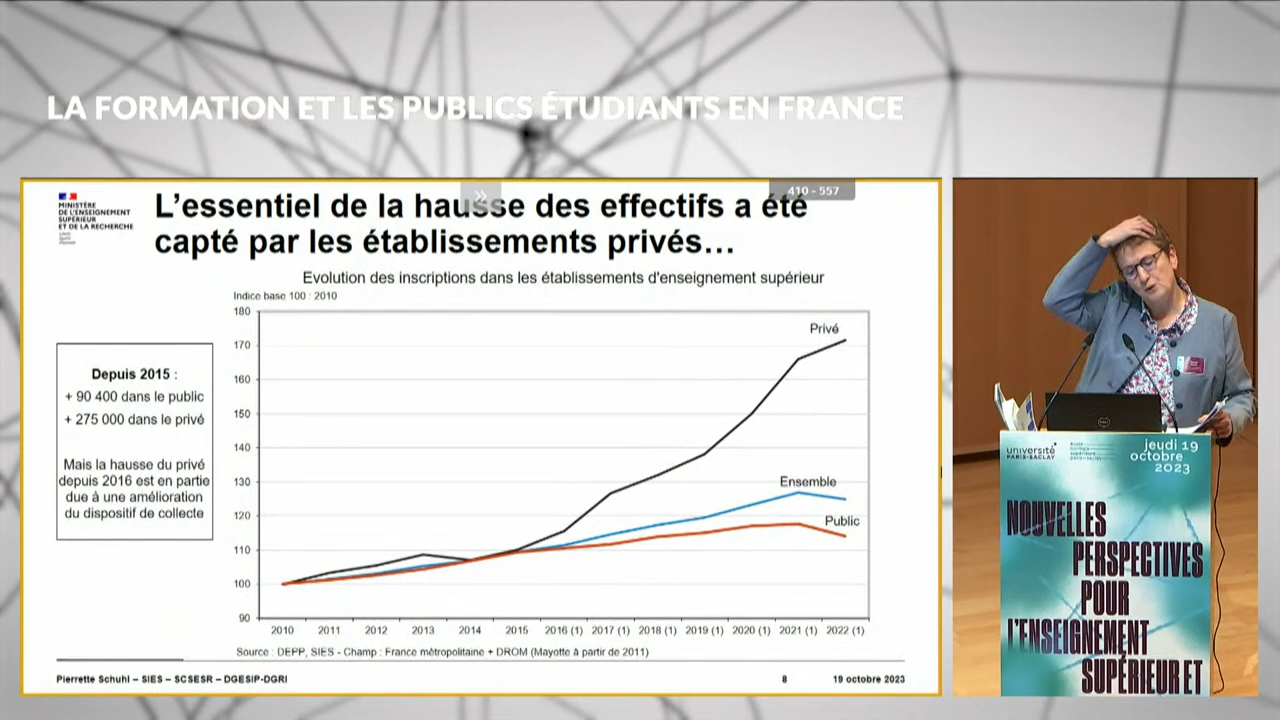 LA FORMATION ET LES PUBLICS ÉTUDIANTS EN FRANCE
MINISTÈRE
DE L'ENSEIGNEMENT
SUPÉRIEUR
ET DE LA RECHERCHE
»
410 - 557
L'essentiel de la hausse des effectifs a été
capté par les établissements privés…
Evolution des inscriptions dans les établissements d'enseignement supérieur
Indice base 100 : 2010
180
170
160
150
140
130
120
110
100
90
Privé
Ensemble
Public
2010 2011 2012 2013 2014 2015 2016 (1) 2017 (1) 2018 (1) 2019 (1) 2020 (1) 2021 (1) 2022 (1)
Depuis 2015 :
+ 90 400 dans le public
+ 275 000 dans le privé
Mais la hausse du privé
depuis 2016 est en partie
due à une amélioration
du dispositif de collecte
Source : DEPP, SIES - Champ : France métropolitaine + DROM (Mayotte à partir de 2011)
Pierrette Schuhl – SIES – SCSESR – DGESIP-DGRI
8
19 octobre 2023
université
PARIS-SACLAY
école
normale
supérieure
paris-saclay
jeudi 19
octobre
2023
NOUVELLES
PERSPECTIVES
POUR
L'ENSEIGNEMENT
SUPÉRIEUR ET